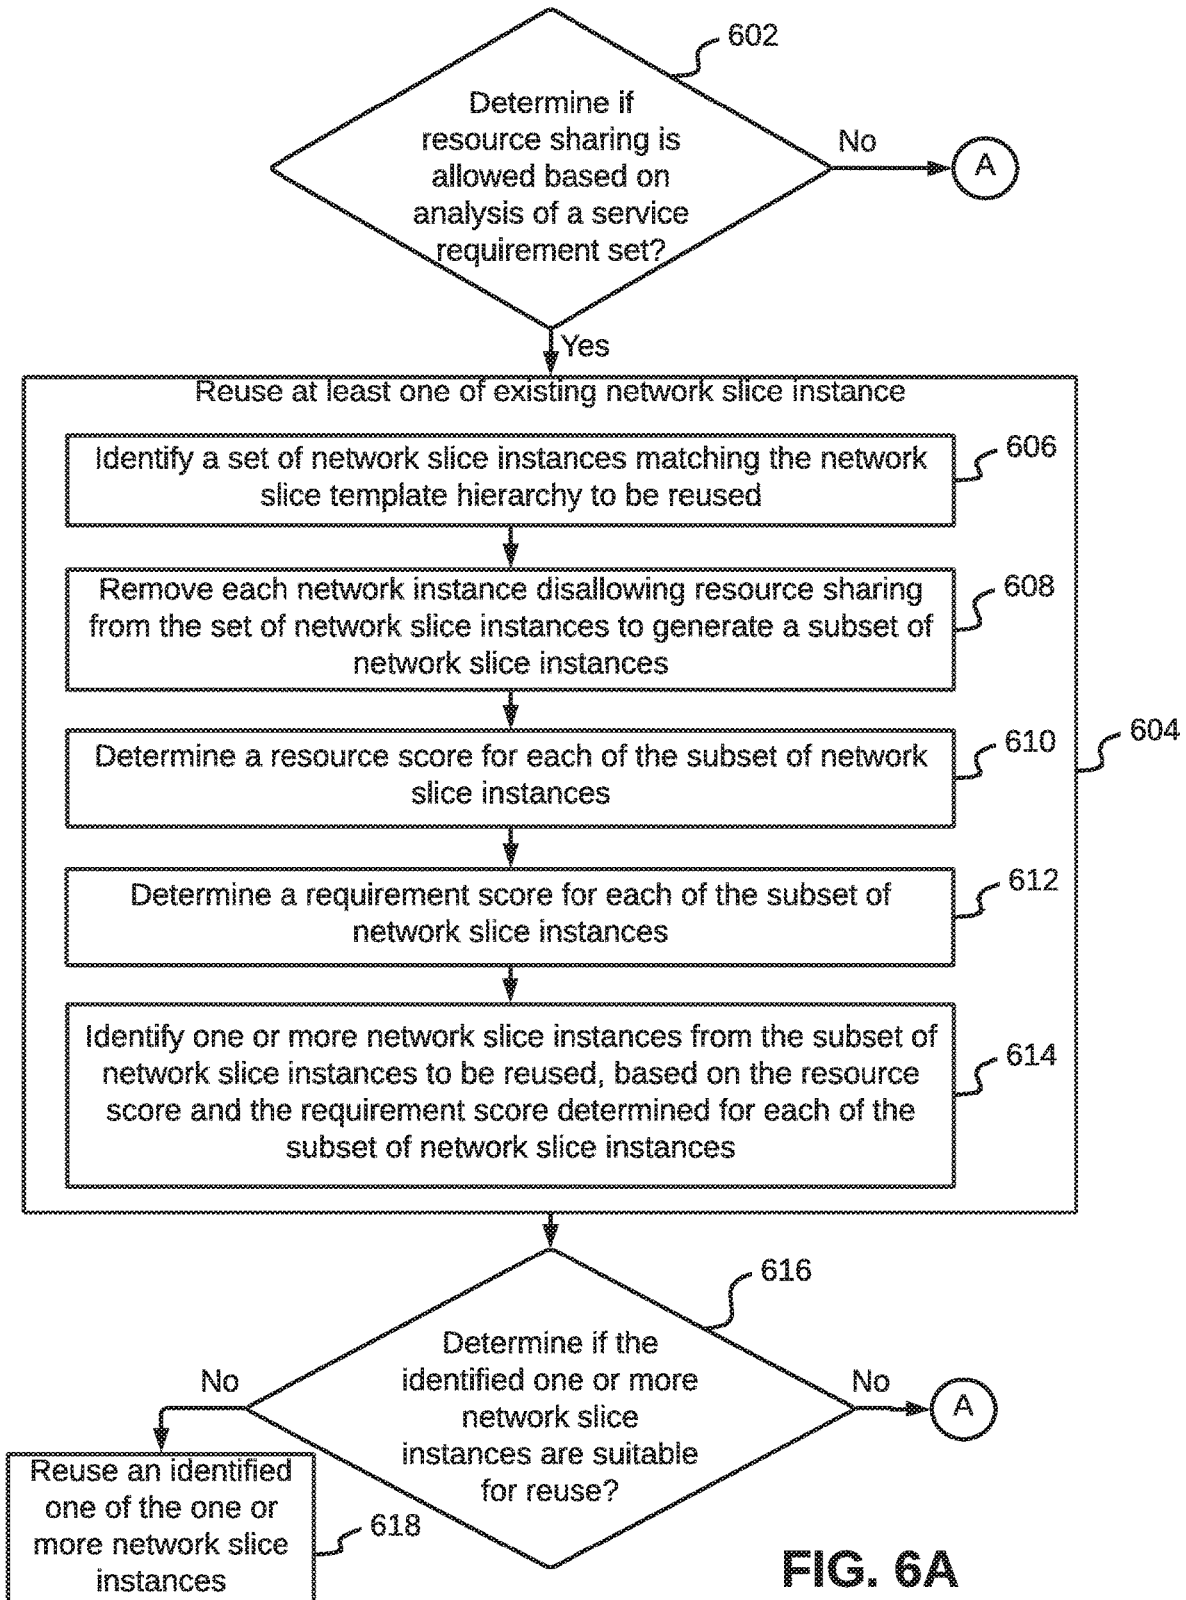 602
Determine if
resource sharing is
allowed based on
analysis of a service
requirement set?
No
A
Yes
Reuse at least one of existing network slice instance
Identify a set of network slice instances matching the network
slice template hierarchy to be reused
606
Remove each network instance disallowing resource sharing
from the set of network slice instances to generate a subset of
network slice instances
608
Determine a resource score for each of the subset of network
slice instances
610
604
Determine a requirement score for each of the subset of
network slice instances
612
Identify one or more network slice instances from the subset of
network slice instances to be reused, based on the resource
score and the requirement score determined for each of the
subset of network slice instances
614
616
Determine if the
identified one or more
network slice
instances are suitable
for reuse?
No
No
A
Reuse an identified
one of the one or
more network slice
instances
618
FIG. 6A